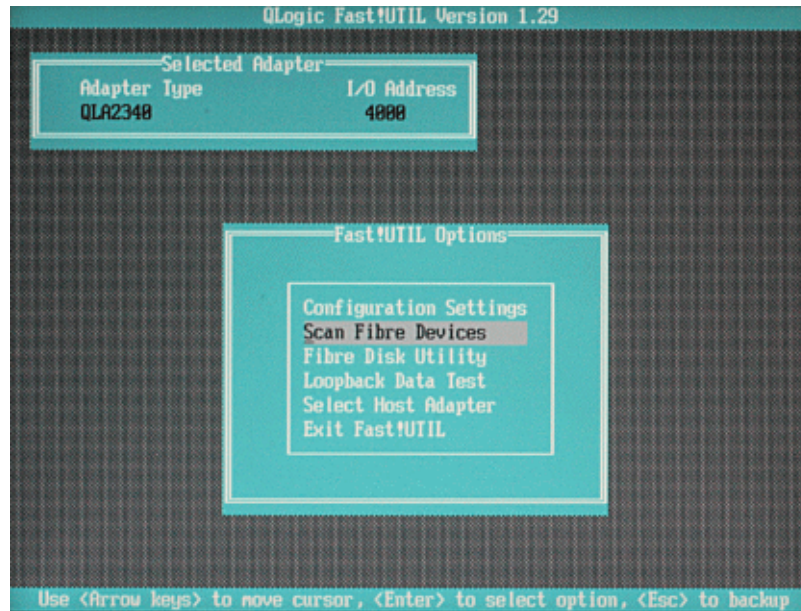 QLogic Fast!UTIL Version 1.29
Selected Adapter
Adapter Type I/O Address
QLA2340 4000
Fast!UTIL Options
Configuration Settings
Scan Fibre Devices
Fibre Disk Utility
Loopback Data Test
Select Host Adapter
Exit Fast!UTIL
Use <Arrow keys> to move cursor, <Enter> to select option, <Esc> to backup